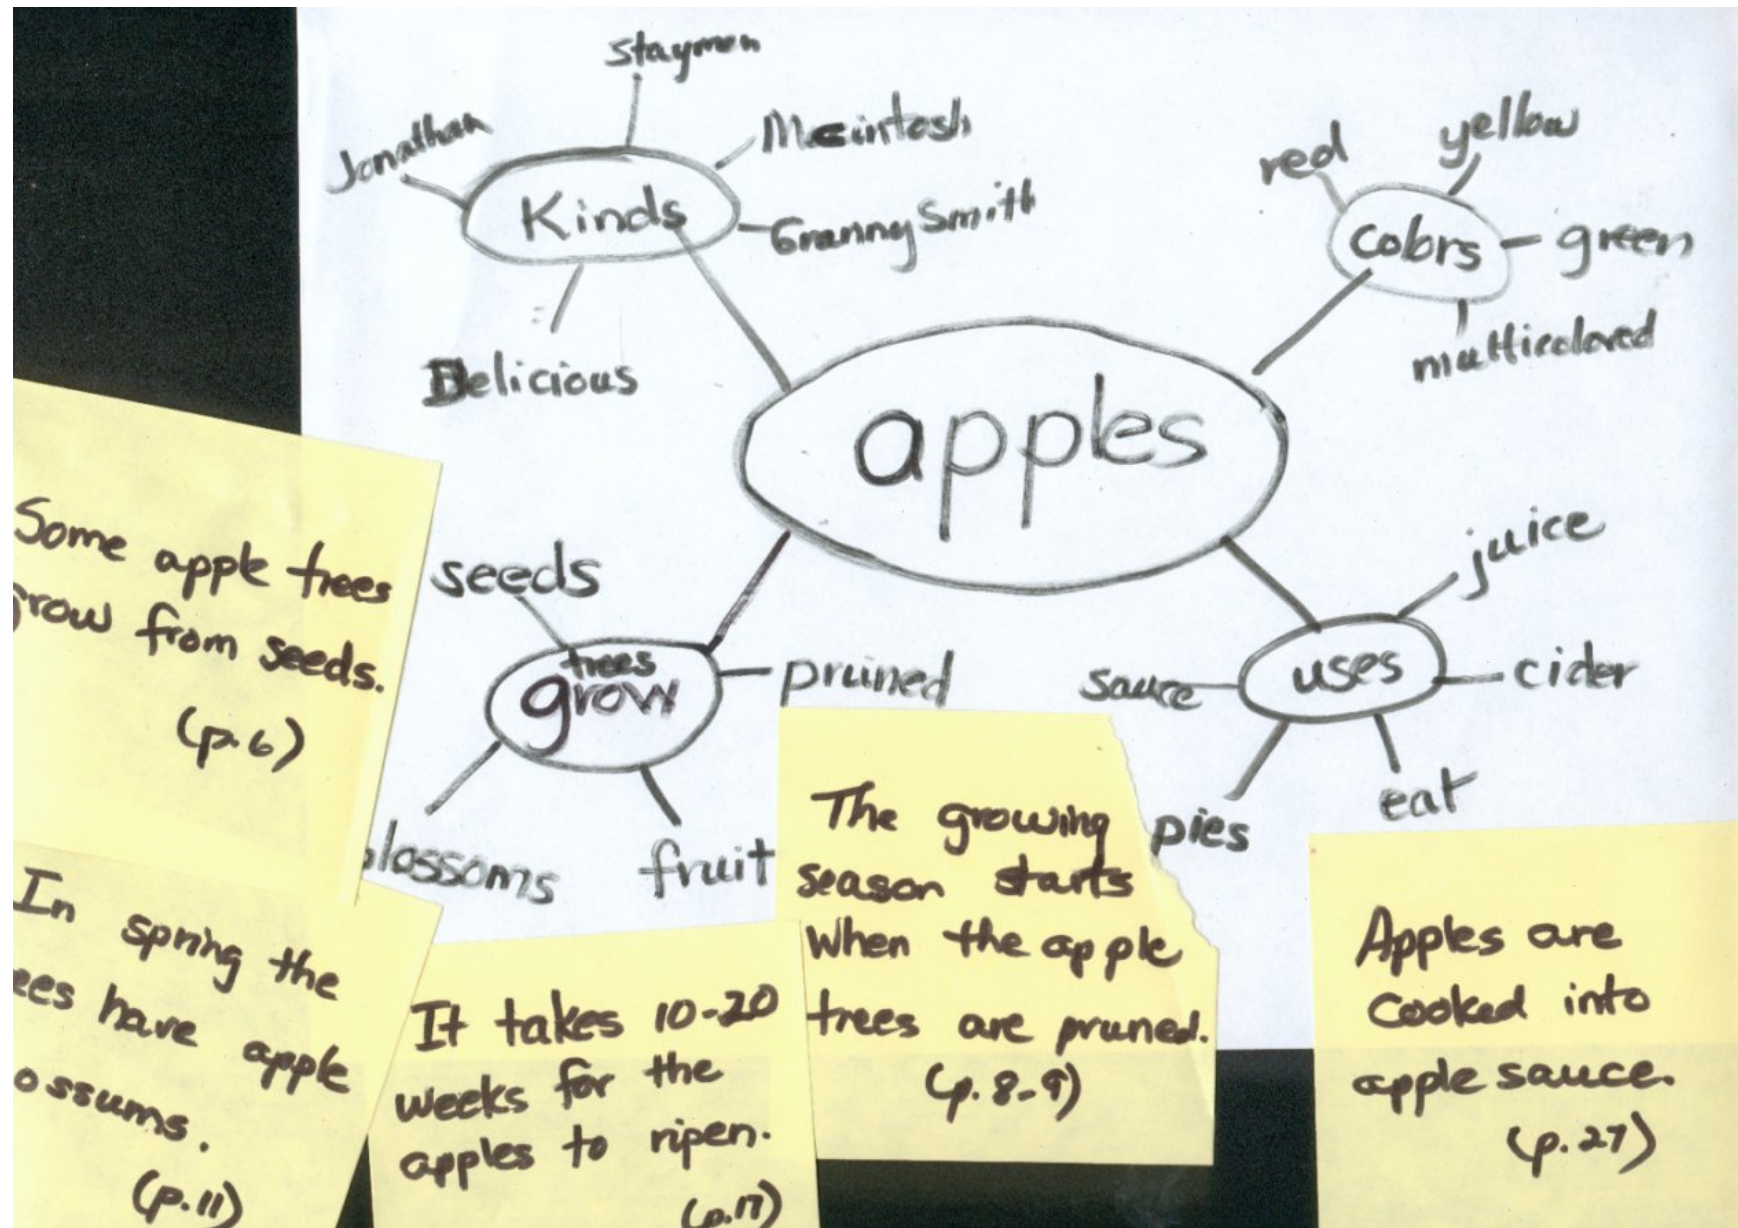 Staymen
Jonathan
Mcintosh
Kinds
Granny Smith
Delicious
red
yellow
colors
green
multicolored
apples
seeds
trees
grow
pruned
blossoms
fruit
juice
sauce
uses
cider
pies
eat
Some apple trees
grow from seeds.
(p.6)
In spring the
ees have apple
ossums.
(p.11)
It takes 10-20
weeks for the
apples to ripen.
(p.17)
The growing
season starts
When the apple
trees are pruned.
(p.8-9)
Apples are
cooked into
apple sauce.
(p.27)